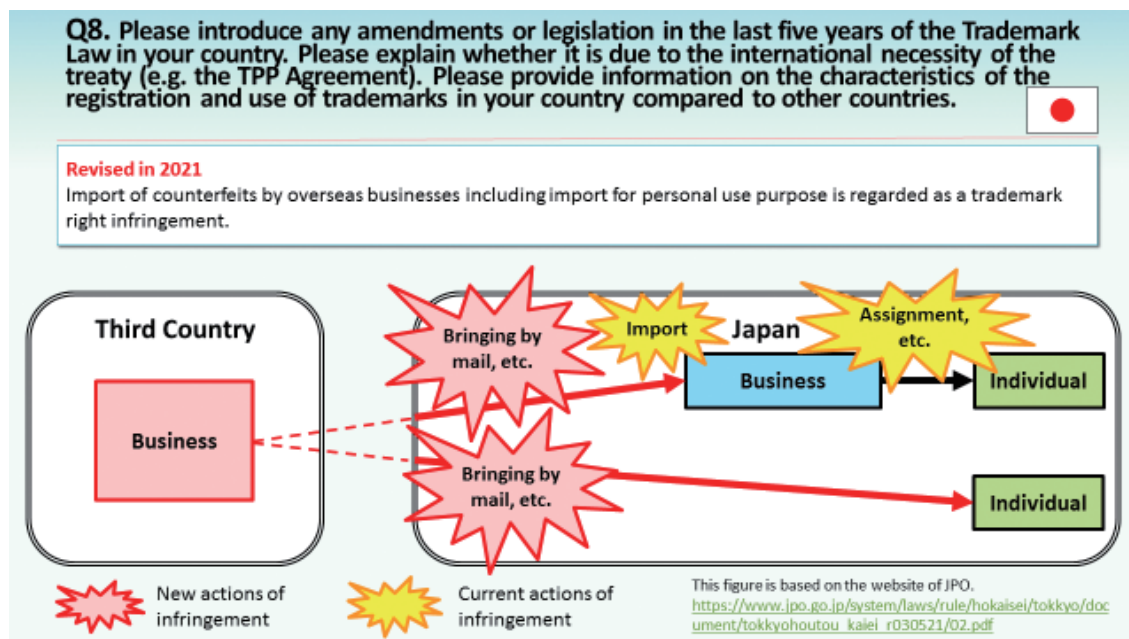 Q8. Please introduce any amendments or legislation in the last five years of the Trademark
Law in your country. Please explain whether it is due to the international necessity of the
treaty (e.g. the TPP Agreement). Please provide information on the characteristics of the
registration and use of trademarks in your country compared to other countries.
Revised in 2021
Import of counterfeits by overseas businesses including import for personal use purpose is regarded as a trademark
right infringement.
Third Country
Business
Bringing by
mail, etc.
Import
Japan
Assignment,
etc.
Business
Individual
Bringing by
mail, etc.
Individual
New actions of
infringement
Current actions of
infringement
This figure is based on the website of JPO.
https://www.jpo.go.jp/system/laws/rule/hokaisei/tokkyo/doc
ument/tokkyohoutou_kaiei_r030521/02.pdf